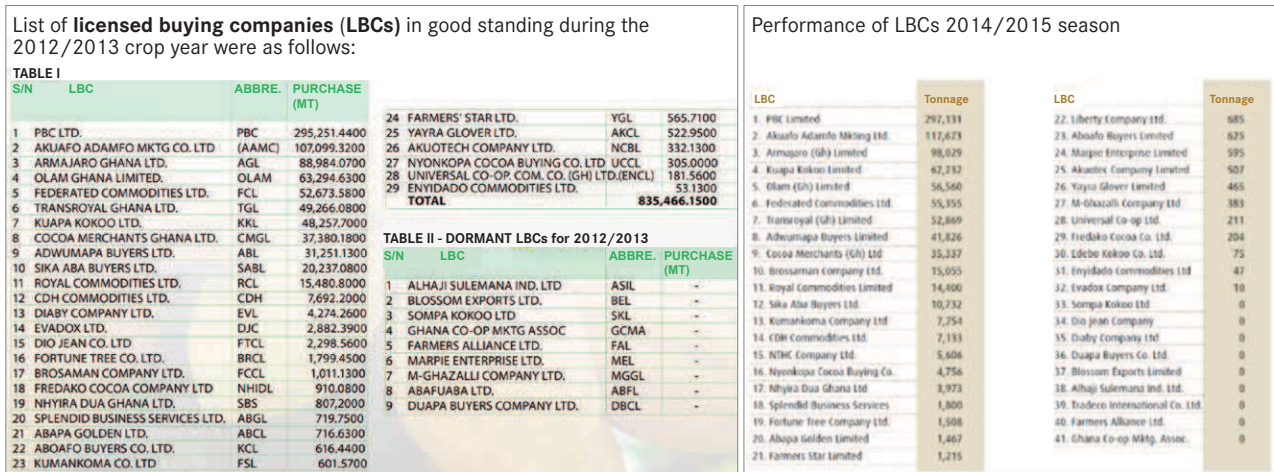 List of licensed buying companies (LBCs) in good standing during the
2012/2013 crop year were as follows:
TABLE I
S/N LBC ABBRE. PURCHASE
(MT)
1 PBC LTD. PBC 295,251.4400
2 AKUAFO ADAMFO MKTG CO. LTD (AAMC) 107,099.3200
3 ARMAJARO GHANA LTD. AGL 88,984.0700
4 OLAM GHANA LIMITED. OLAM 63,294.6300
5 FEDERATED COMMODITIES LTD. FCL 52,673.5800
6 TRANSROYAL GHANA LTD. TGL 49,266.0800
7 KUAPA KOKOO LTD. KKL 48,257,7000
8 COCOA MERCHANTS GHANA LTD. CMGL 37,380.1800
9 ADWUMAPA BUYERS LTD. ABL 31,251.1300
10 SIKA ABA BUYERS LTD. SABL 20,237.0800
11 ROYAL COMMODITIES LTD. RCL 15,480.8000
12 CDH COMMODITIES LTD. CDH 7,692.2000
13 DIABY COMPANY LTD. EVL 4,274.2600
14 EVADOX LTD. DJC 2,882.3900
15 DIO JEAN CO. LTD FTCL 2,298.5600
16 FORTUNE TREE CO. LTD. BRCL 1,799.4500
17 BROSAMAN COMPANY LTD. FCCL 1,011.1300
18 FREDAKO COCOA COMPANY LTD NHIDL 910.0800
19 NHYIRA DUA GHANA LTD. SBS 807,2000
20 SPLENDID BUSINESS SERVICES LTD. ABGL 719.7500
21 ABAPA GOLDEN LTD. ABCL 716.6300
22 ABOAFO BUYERS CO. LTD. KCL 616.4400
23 KUMANKOMA CO. LTD FSL 601.5700
24 FARMERS' STAR LTD. YGL 565.7100
25 YAYRA GLOVER LTD. AKCL 522.9500
26 AKUOTECH COMPANY LTD. NCBL 332.1300
27 NYONKOPA COCOA BUYING CO. LTD UCCL 305.0000
28 UNIVERSAL CO-OP. COM. CO. (GH) LTD.(ENCL) 181.5600
29 ENYIDADO COMMODITIES LTD. 53.1300
TOTAL 835,466.1500
TABLE II - DORMANT LBCs for 2012/2013
S/N LBC ABBRE. PURCHASE
(MT)
1 ALHAJI SULEMANA IND. LTD ASIL -
2 BLOSSOM EXPORTS LTD. BEL -
3 SOMPA KOKOO LTD SKL -
4 GHANA CO-OP MKTG ASSOC GCMA -
5 FARMERS ALLIANCE LTD. FAL -
6 MARPIE ENTERPRISE LTD. MEL -
7 M-GHAZALLI COMPANY LTD. MGGL -
8 ABAFUABA LTD. ABFL -
9 DUAPA BUYERS COMPANY LTD. DBCL -
Performance of LBCs 2014/2015 season
LBC Tonnage
1. PBC Limited 297,131
2. Akuafo Adamfo Mkting Ltd. 117,673
3. Armajaro (Gh) Limited 98,029
4. Kuapa Kokoo Limited 62,232
5. Olam (Gh) Limited 56,560
6. Federated Commodities Limited 55,355
7. Transroyal (Gh) Limited 52,869
8. Adwumapa Buyers Limited 41,826
9. Cocoa Merchants (Gh) Ltd 35,337
10. Brossaman Company Ltd. 15,055
11. Royal Commodities Limited 14,400
12. Sika Aba Buyers Ltd. 10,732
13. Kumankoma Company Ltd 7,754
14. CDH Commodities Ltd. 7,133
15. NTHC Company Ltd. 5,606
16. Nyonkopa Cocoa Buying Co. 4,756
17. Nhyira Dua Ghana Ltd 3,973
18. Splendid Business Services 1,800
19. Fortune Tree Company Ltd. 1,508
20. Abapa Golden Limited 1,467
21. Farmers Star Limited 1,215
LBC Tonnage
22. Liberty Company Ltd. 685
23. Aboafo Buyers Limited 625
24. Marpie Enterprise Limited 595
25. Akuotec Company Limited 507
26. Yayra Glover Limited 465
27. M-Ghazalli Company Ltd 383
28. Universal Co-op Ltd. 211
29. Fredako Cocoa Co. Ltd. 204
30. Edebo Kokoo Co. Ltd. 75
31. Enyidado Commodities Ltd 47
32. Evadox Company Ltd. 10
33. Sompa Kokoo Ltd 0
34. Dio Jean Company 0
35. Diaby Company Ltd 0
36. Duapa Buyers Co. Ltd. 0
37. Blossom Exports Limited 0
38. Alhaji Sulemana Ind. Ltd. 0
39. Tradeco International Co. Ltd. 0
40. Farmers Alliance Ltd. 0
41. Ghana Co-op Mktg. Assoc. 0